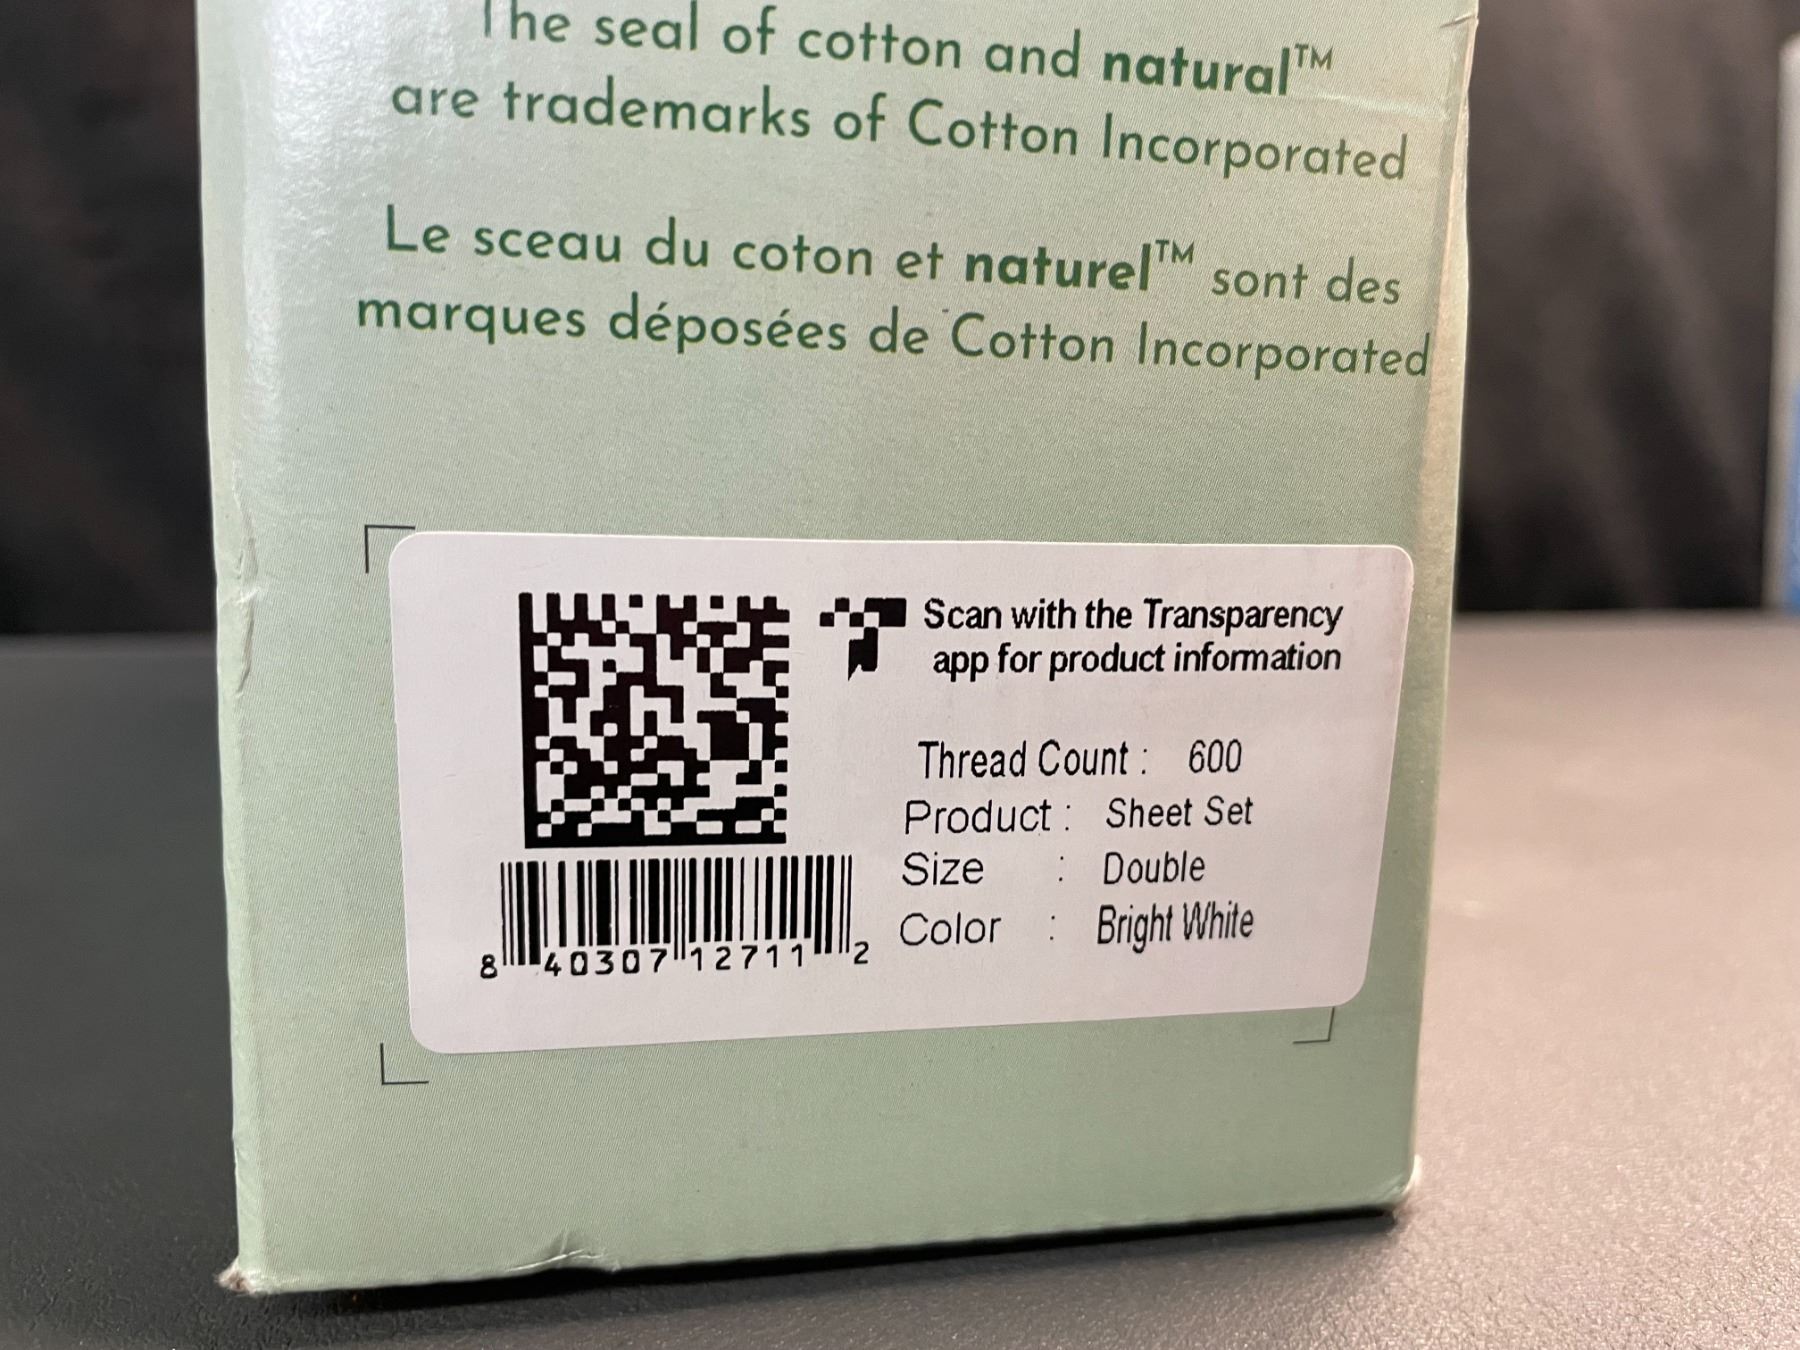 The seal of cotton and natural™
are trademarks of Cotton Incorporated
Le sceau du coton et naturel™ sont des
marques déposées de Cotton Incorporated
Scan with the Transparency
app for product information
Thread Count : 600
Product : Sheet Set
Size : Double
Color : Bright White
8 40307 12711 2